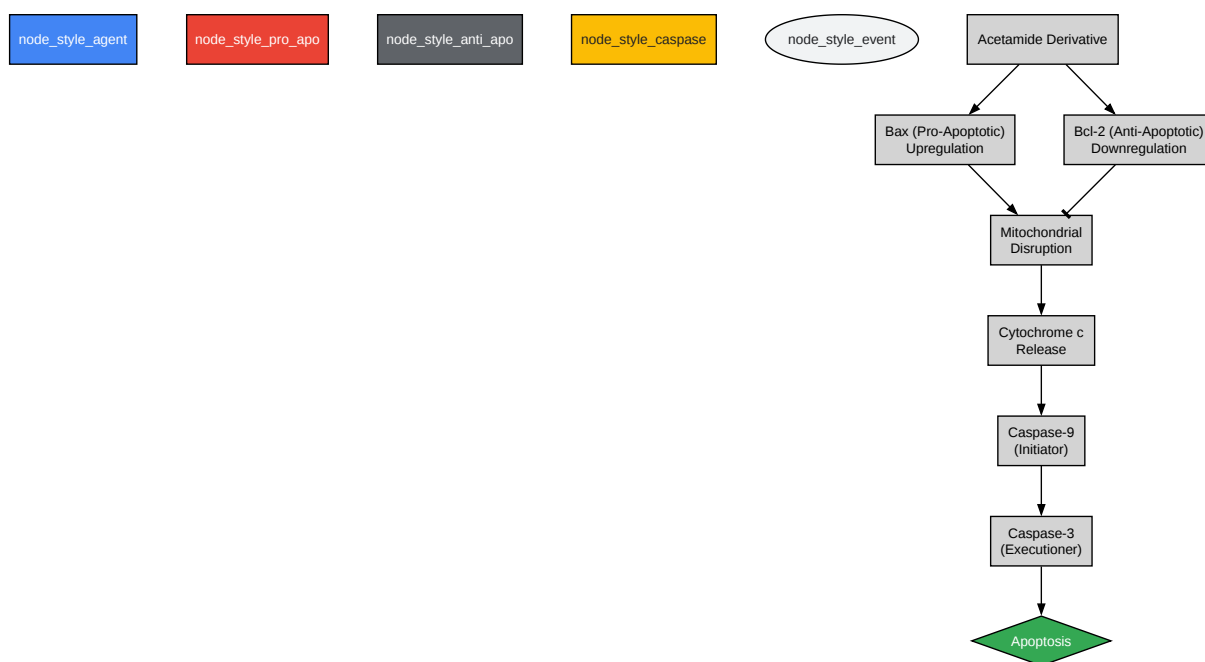 node_style_agent
node_style_pro_apo
node_style_anti_apo
node_style_caspase
node_style_event
Acetamide Derivative
Bax (Pro-Apoptotic)
Upregulation
Bcl-2 (Anti-Apoptotic)
Downregulation
Mitochondrial
Disruption
Cytochrome c
Release
Caspase-9
(Initiator)
Caspase-3
(Executioner)
Apoptosis